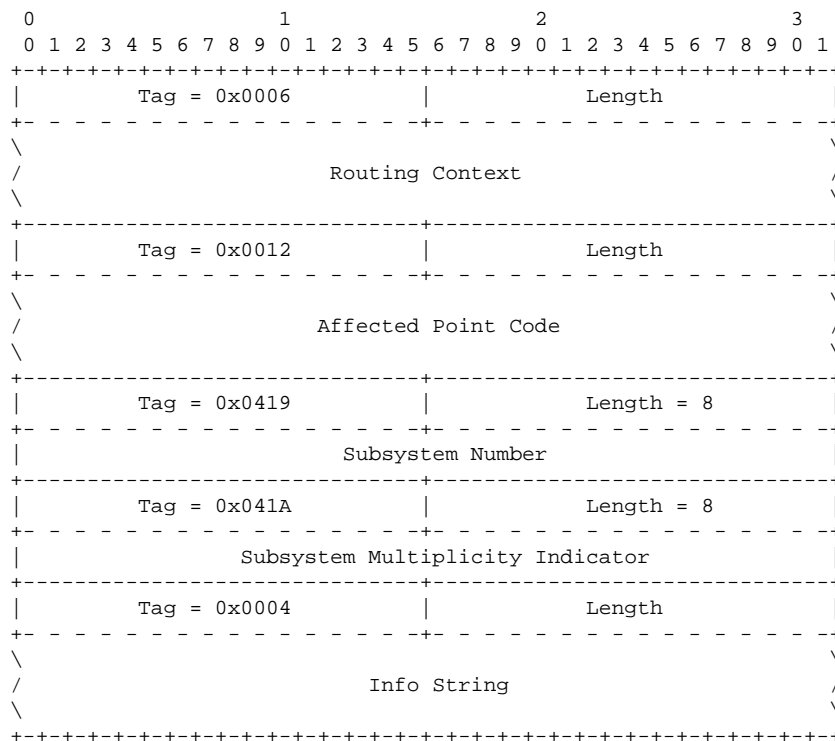 0                   1                   2                   3
 0 1 2 3 4 5 6 7 8 9 0 1 2 3 4 5 6 7 8 9 0 1 2 3 4 5 6 7 8 9 0 1
+-+-+-+-+-+-+-+-+-+-+-+-+-+-+-+-+-+-+-+-+-+-+-+-+-+-+-+-+-+-+-+-
|         Tag = 0x0006          |            Length             |
+- - - - - - - - - - - - - - - -+- - - - - - - - - - - - - - - -+
\                                                               \
/                        Routing Context                        /
\                                                               \
+-------------------------------+-------------------------------+
|         Tag = 0x0012          |            Length             |
+- - - - - - - - - - - - - - - -+- - - - - - - - - - - - - - - -+
\                                                               \
/                       Affected Point Code                     /
\                                                               \
+-------------------------------+-------------------------------+
|         Tag = 0x0419          |            Length = 8         |
+- - - - - - - - - - - - - - - -+- - - - - - - - - - - - - - - -+
|                         Subsystem Number                      |
+-------------------------------+-------------------------------+
|         Tag = 0x041A          |            Length = 8         |
+- - - - - - - - - - - - - - - -+- - - - - - - - - - - - - - - -+
|                 Subsystem Multiplicity Indicator              |
+-------------------------------+-------------------------------+
|         Tag = 0x0004          |            Length             |
+- - - - - - - - - - - - - - - -+- - - - - - - - - - - - - - - -+
\                                                               \
/                           Info String                         /
\                                                               \
+-+-+-+-+-+-+-+-+-+-+-+-+-+-+-+-+-+-+-+-+-+-+-+-+-+-+-+-+-+-+-+-